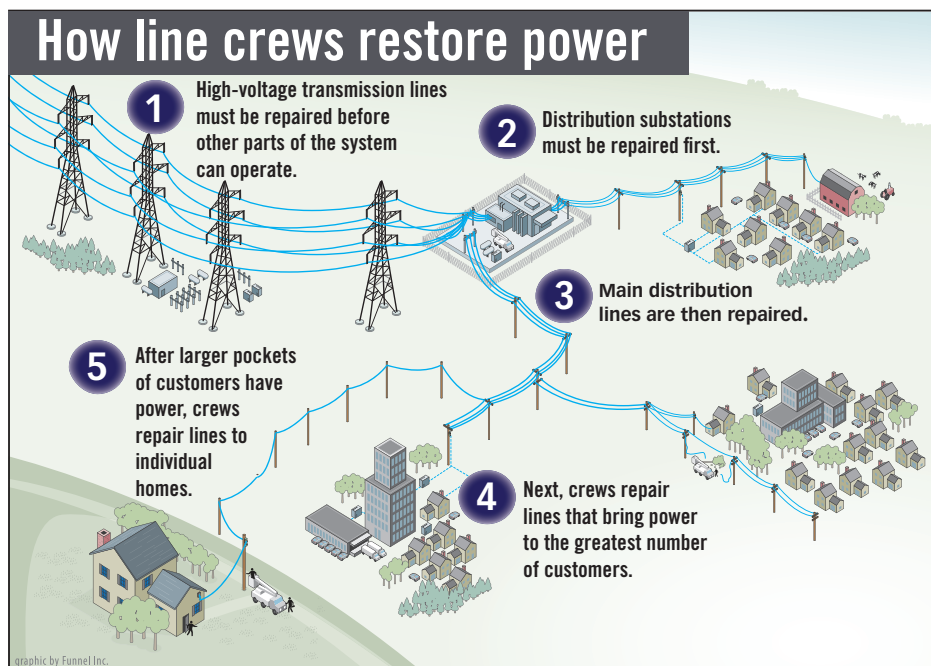 How line crews restore power
1
High-voltage transmission lines
must be repaired before
other parts of the system
can operate.
2
Distribution substations
must be repaired first.
3
Main distribution
lines are then repaired.
4
Next, crews repair
lines that bring power
to the greatest number
of customers.
5
After larger pockets
of customers have
power, crews
repair lines to
individual
homes.
graphic by Funnel Inc.